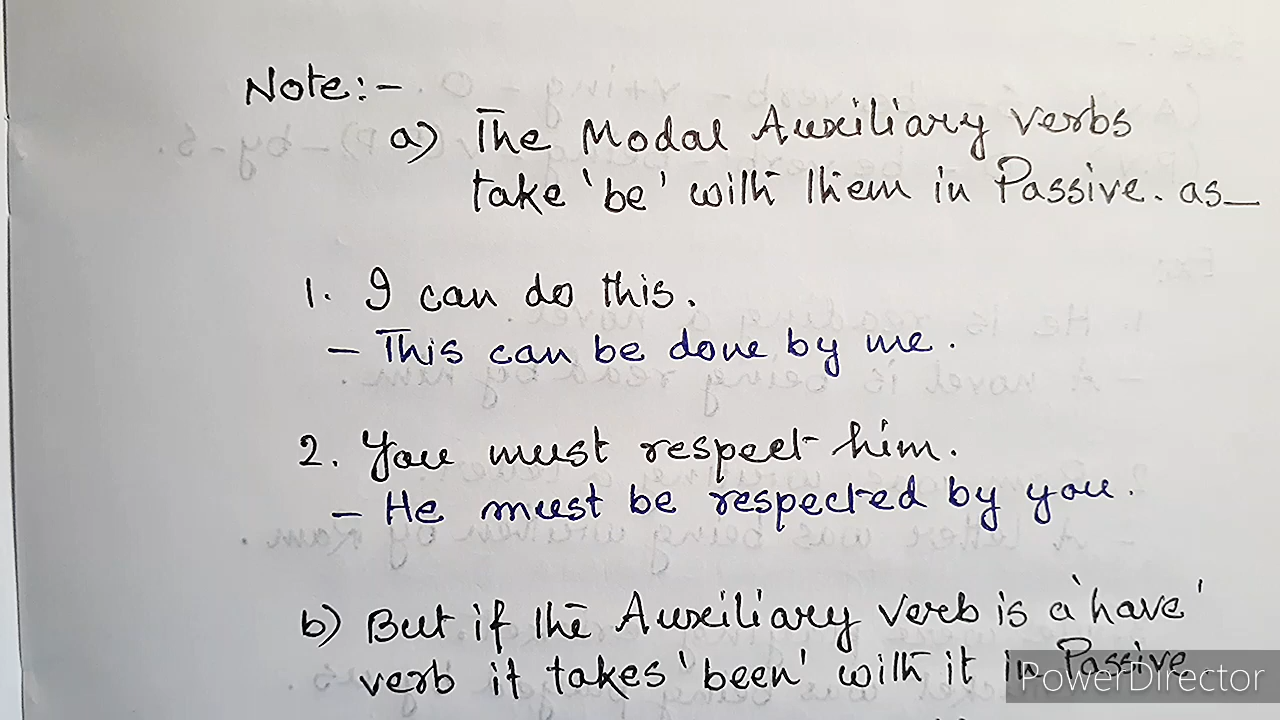 Note:-
a) The Modal Auxiliary verbs
take 'be' with them in Passive. as_
1. I can do this.
- This can be done by me.
2. You must respect him.
- He must be respected by you.
b) But if the Auxiliary verb is a 'have'
verb it takes 'been' with it in Passive
PowerDirector